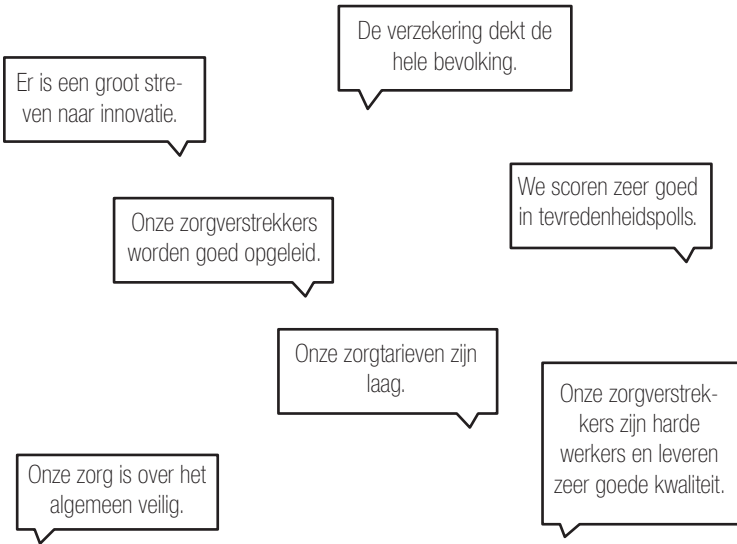 De verzekering dekt de
hele bevolking.
Er is een groot stre-
ven naar innovatie.
We scoren zeer goed
in tevredenheidspolls.
Onze zorgverstrekkers
worden goed opgeleid.
Onze zorgtarieven zijn
laag.
Onze zorgverstrek-
kers zijn harde
werkers en leveren
zeer goede kwaliteit.
Onze zorg is over het
algemeen veilig.